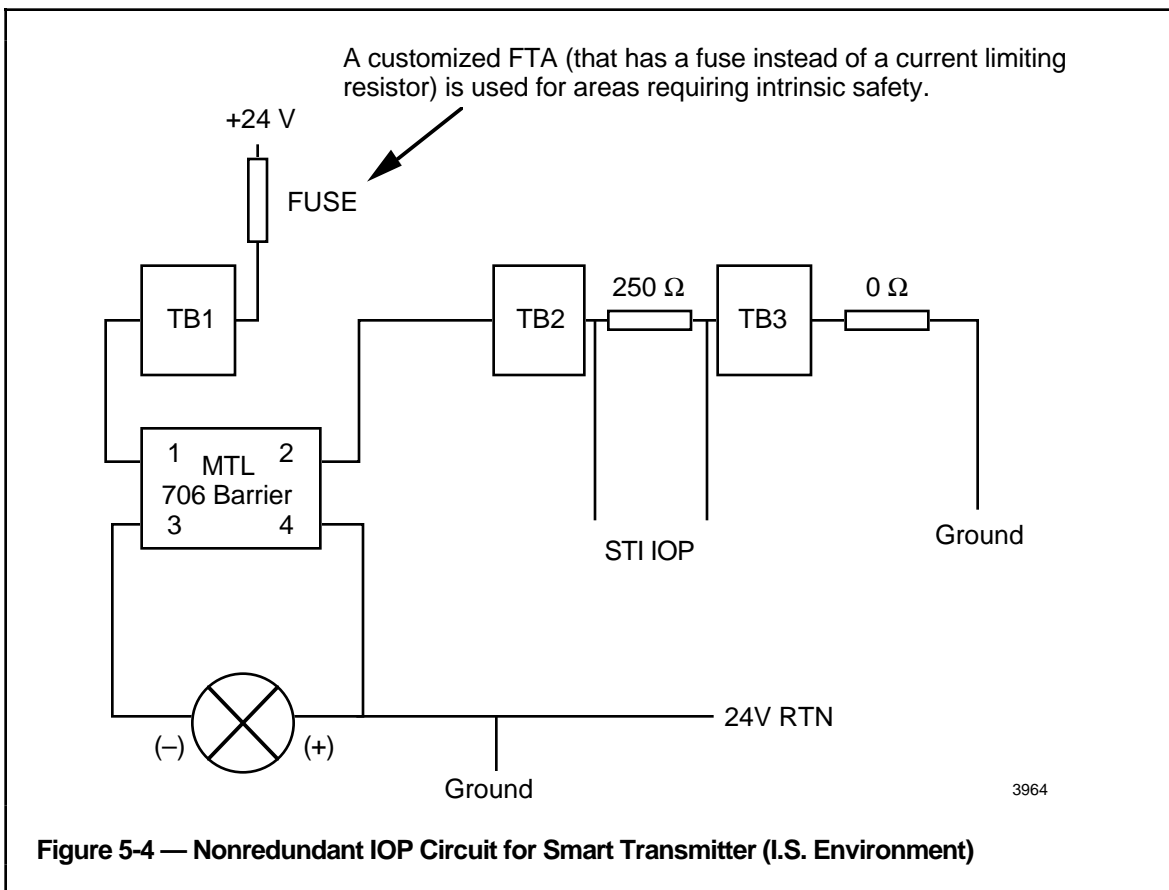 A customized FTA (that has a fuse instead of a current limiting
resistor) is used for areas requiring intrinsic safety.
+24 V
FUSE
TB1
TB2
250 Ω
TB3
0 Ω
1 MTL 2
706 Barrier
3 4
STI IOP
Ground
(–) (+)
24V RTN
Ground
3964
Figure 5-4 — Nonredundant IOP Circuit for Smart Transmitter (I.S. Environment)